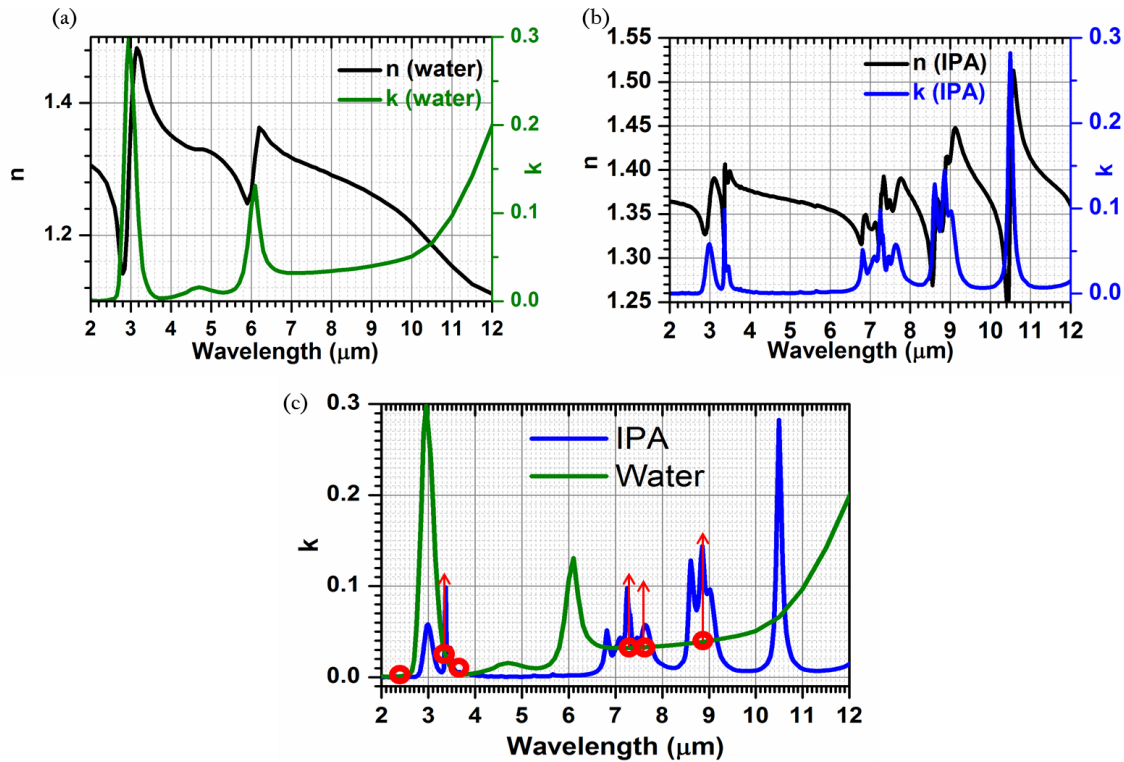 (a)
n (water)
k (water)
1.4
1.2
n
0.3
0.2
0.1
0.0
k
2 3 4 5 6 7 8 9 10 11 12
Wavelength (μm)
(b)
n (IPA)
k (IPA)
1.55
1.50
1.45
1.40
1.35
1.30
1.25
n
0.3
0.2
0.1
0.0
k
2 3 4 5 6 7 8 9 10 11 12
Wavelength (μm)
(c)
IPA
Water
0.3
0.2
0.1
0.0
k
2 3 4 5 6 7 8 9 10 11 12
Wavelength (μm)